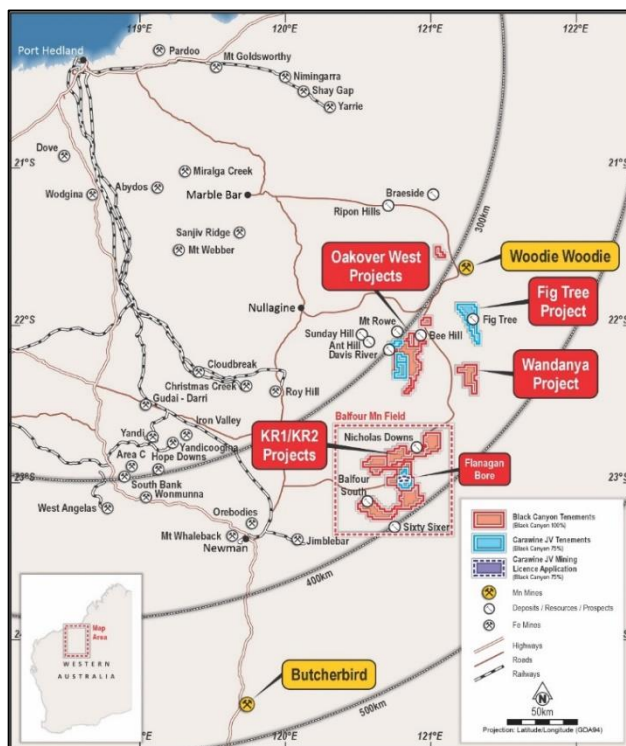 119°E
120°E
121°E
122°E
Port Hedland
Pardoo
Mt Goldsworthy
Nimingarra
Shay Gap
Yarrie
Dove
21°S
21°S
Miralga Creek
Abydos
Wodgina
Marble Bar
Braeside
Ripon Hills
Sanjiv Ridge
Mt Webber
300km
Woodie Woodie
Oakover West
Projects
Fig Tree
Project
Nullagine
Mt Rowe
Fig Tree
22°S
22°S
Sunday Hill
Bee Hill
Ant Hill
Davis River
Cloudbreak
Wandanya
Project
Christmas Creek
Roy Hill
Gudai - Darri
Iron Valley
Balfour Mn Field
KR1/KR2
Projects
Nicholas Downs
Yandi
Yandicoogina
Area C
Hope Downs
Flanagan
Bore
23°S
23°S
South Bank
Balfour
South
West Angelas
Wonmunna
Orebodies
Sixty Sixer
Mt Whaleback
Newman
Jimblebar
400km
Black Canyon Tenements
(Black Canyon 100%)
Carawine JV Tenements
(Black Canyon 75%)
Carawine JV Mining
Licence Application
(Black Canyon 75%)
Mn Mines
Deposits / Resources / Prospects
Fe Mines
Highways
Roads
Railways
N
50km
Projection: Latitude/Longitude (GDA94)
Map
Area
WESTERN
AUSTRALIA
24°S
Butcherbird
500km
119°E
120°E
121°E